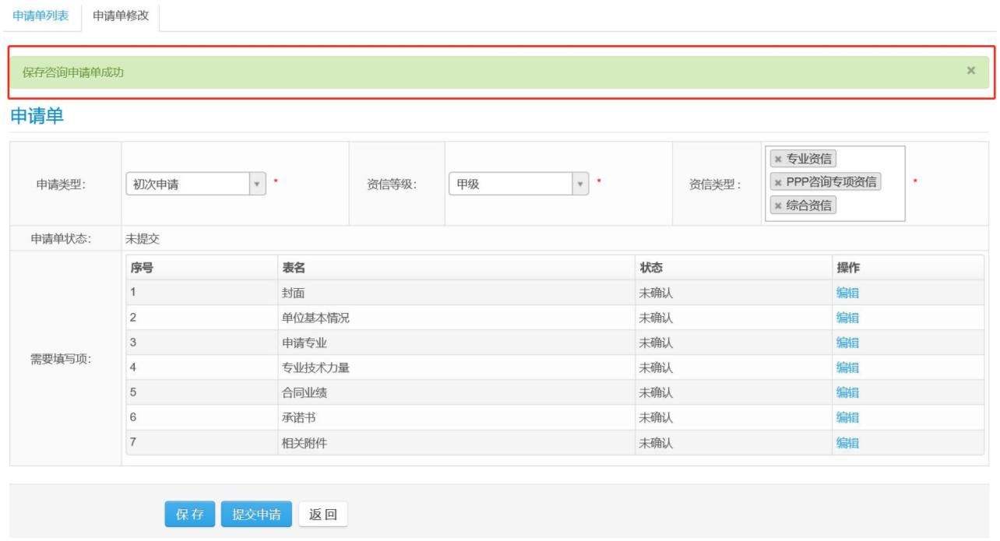 申请单列表 申请单修改
保存咨询申请单成功 ×
申请单
申请类型: 初次申请 * 资信等级: 甲级 * 资信类型: × 专业资信 × PPP咨询专项资信 × 综合资信 *
申请单状态: 未提交
需要填写项:
序号 表名 状态 操作
1 封面 未确认 编辑
2 单位基本情况 未确认 编辑
3 申请专业 未确认 编辑
4 专业技术力量 未确认 编辑
5 合同业绩 未确认 编辑
6 承诺书 未确认 编辑
7 相关附件 未确认 编辑
保存 提交申请 返回